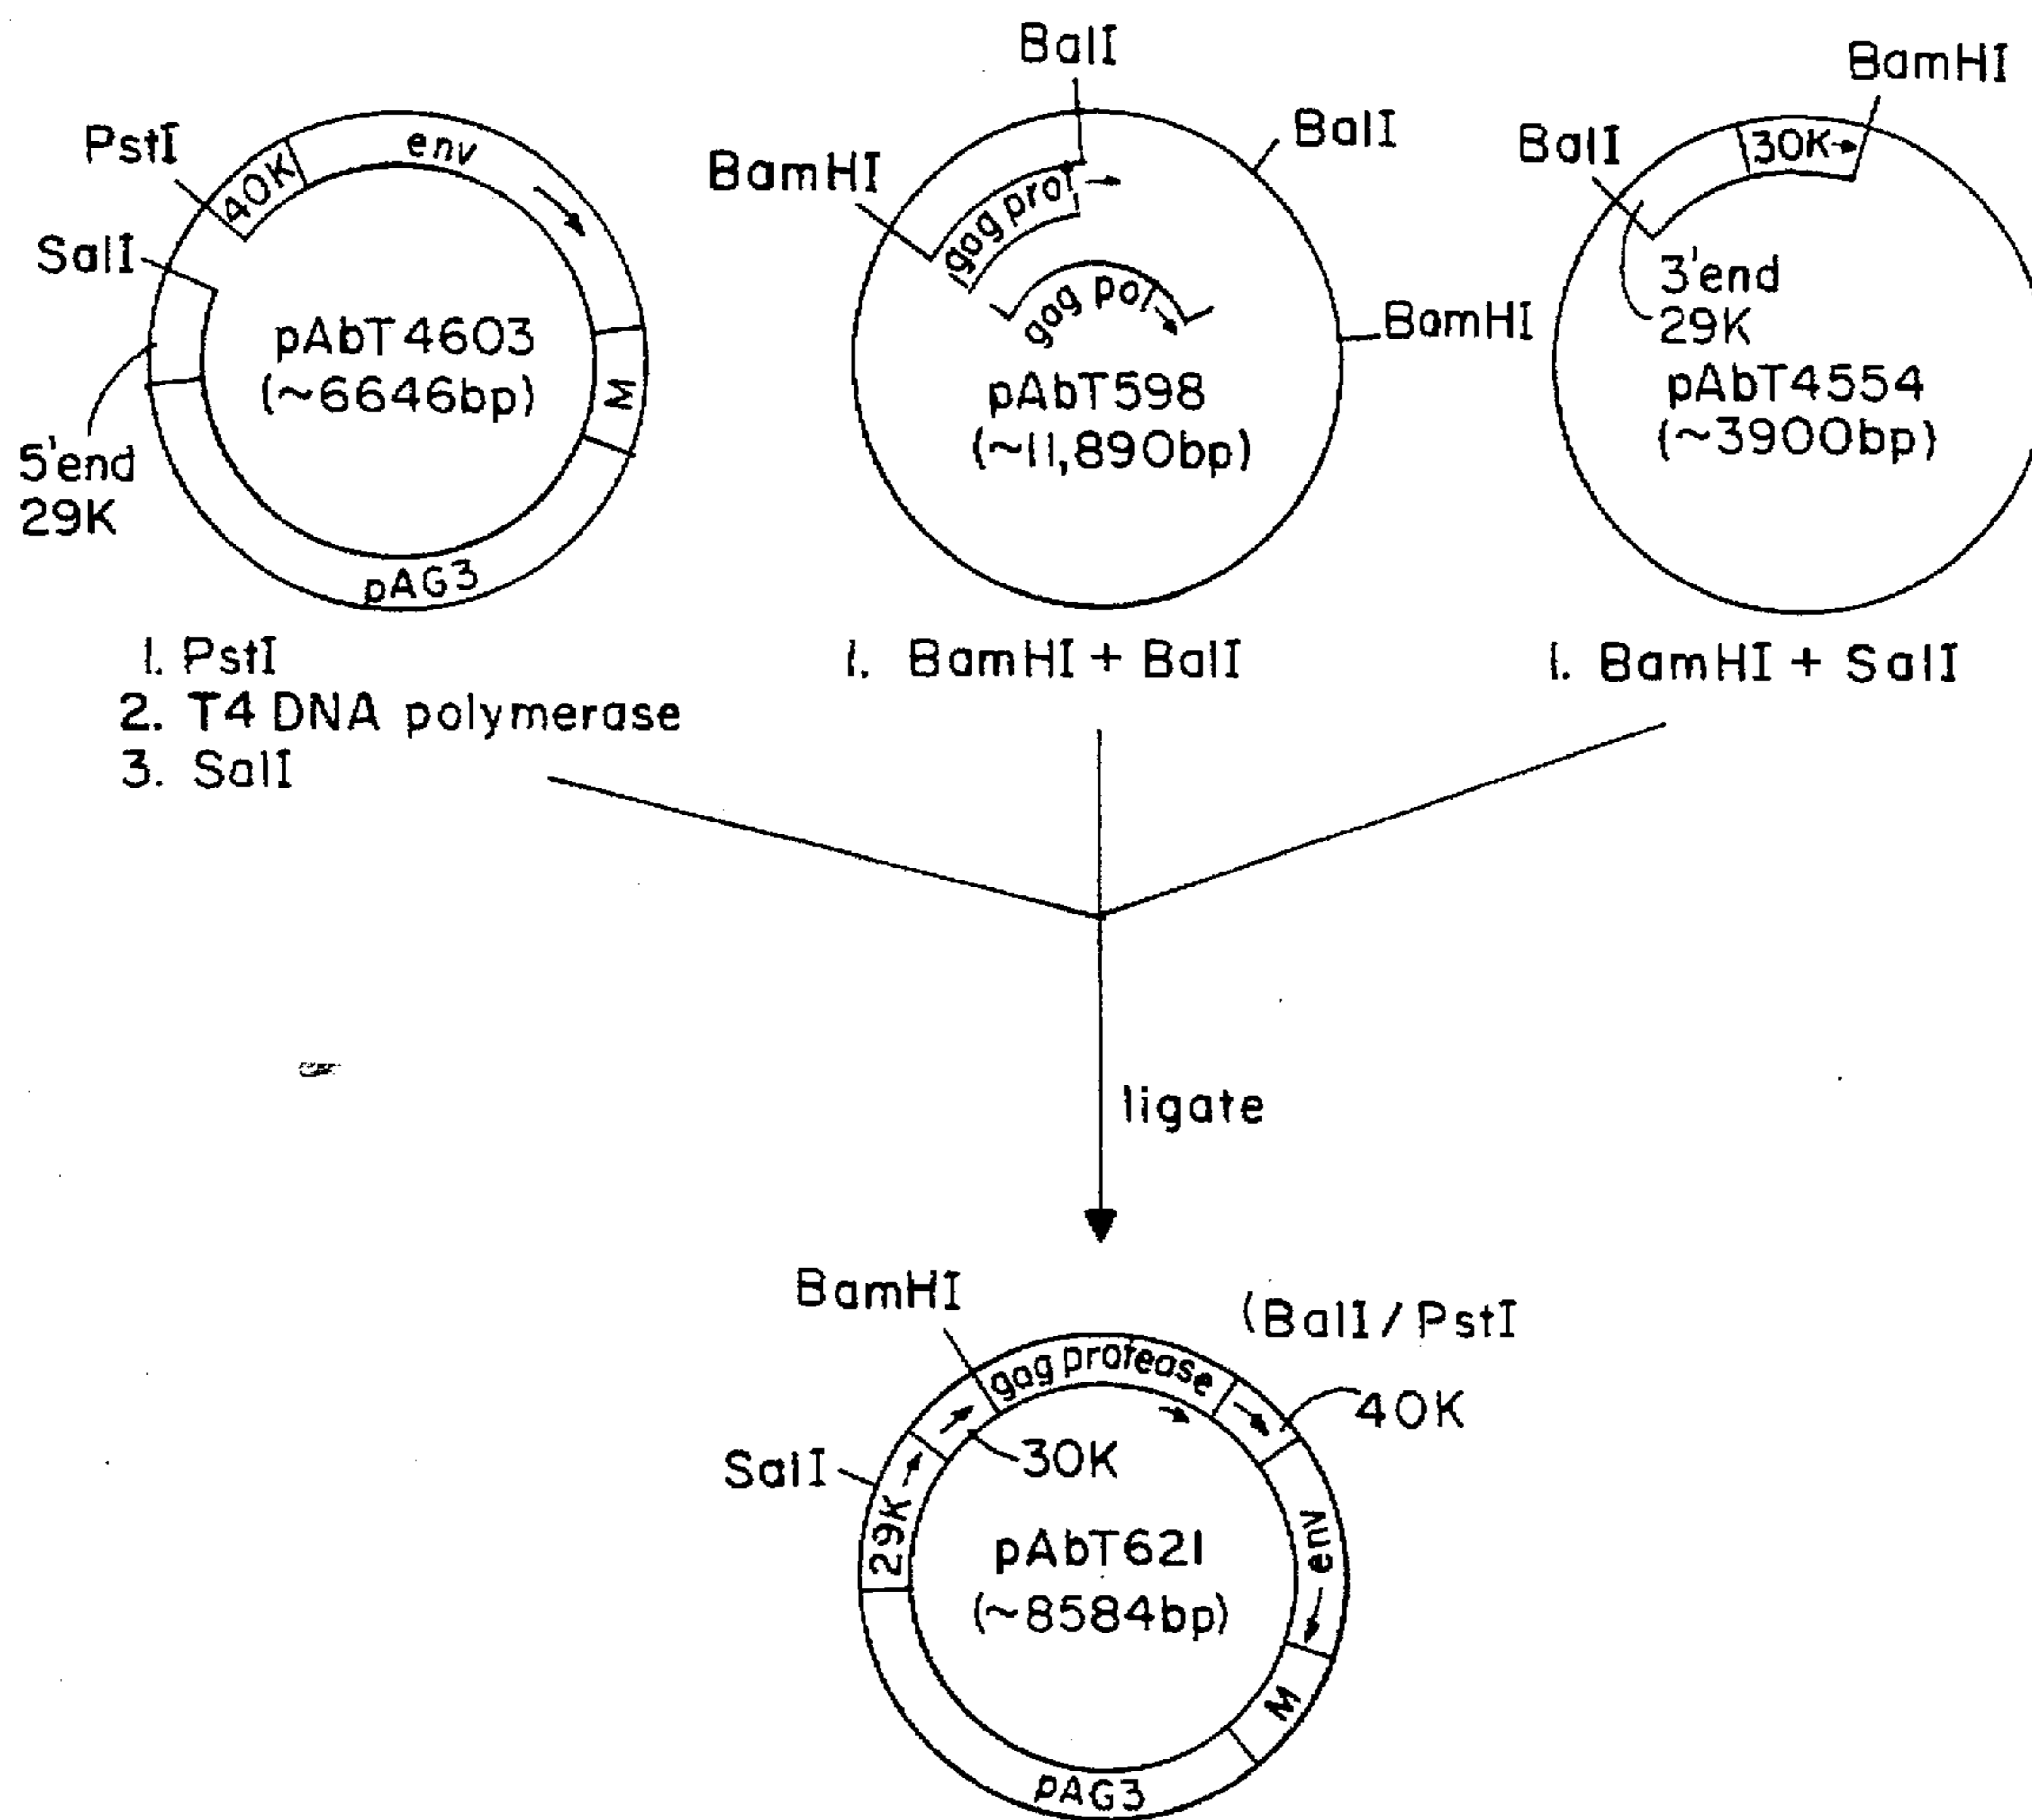 PstI
SalI
40K
env
pAbT4603
(~6646bp)
5'end
29K
M
pAG3
1. PstI
2. T4 DNA polymerase
3. SalI
BalI
BalI
BamHI
BamHI
gag prot
gag pol
pAbT598
(~11,890bp)
1. BamHI + BalI
BamHI
BalI
30K
3'end
29K
pAbT4554
(~3900bp)
1. BamHI + SalI
ligate
BamHI
(BalI/PstI
gag protease
40K
30K
SalI
29K
env
pAbT621
(~8584bp)
M
pAG3